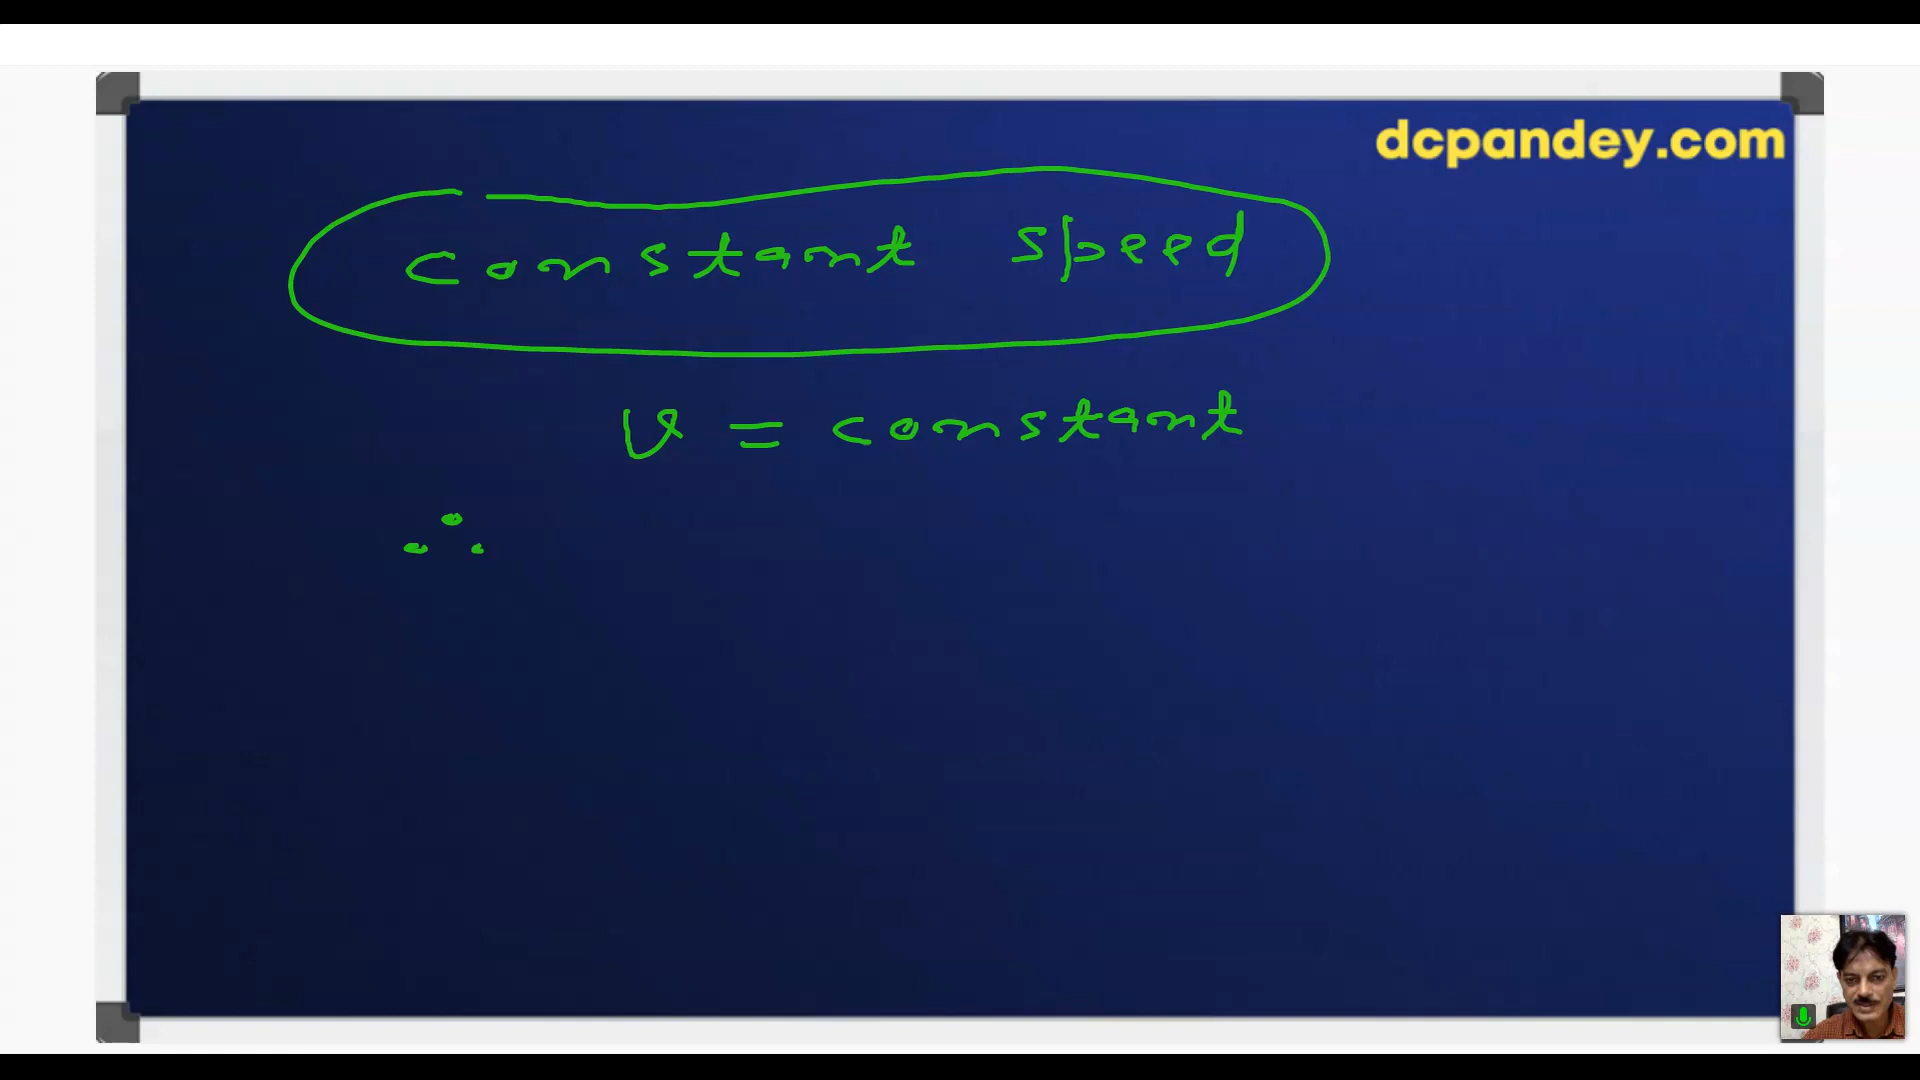 dcpandey.com
constant speed
v = constant
∴